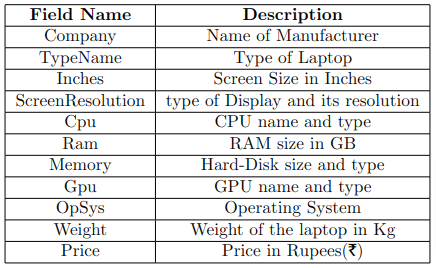 Field Name Description
Company Name of Manufacturer
TypeName Type of Laptop
Inches Screen Size in Inches
ScreenResolution type of Display and its resolution
Cpu CPU name and type
Ram RAM size in GB
Memory Hard-Disk size and type
Gpu GPU name and type
OpSys Operating System
Weight Weight of the laptop in Kg
Price Price in Rupees(₹)